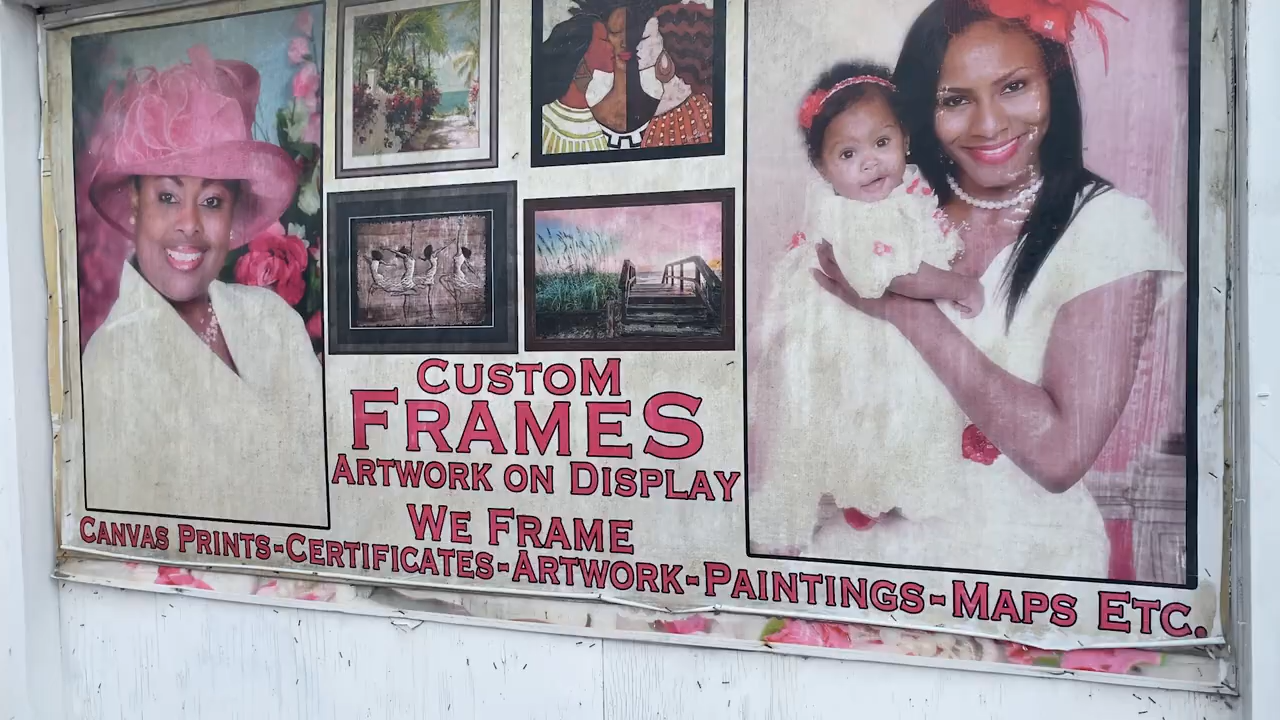 CUSTOM
FRAMES
ARTWORK ON DISPLAY
WE FRAME
CANVAS PRINTS-CERTIFICATES-ARTWORK-PAINTINGS-MAPS ETC.